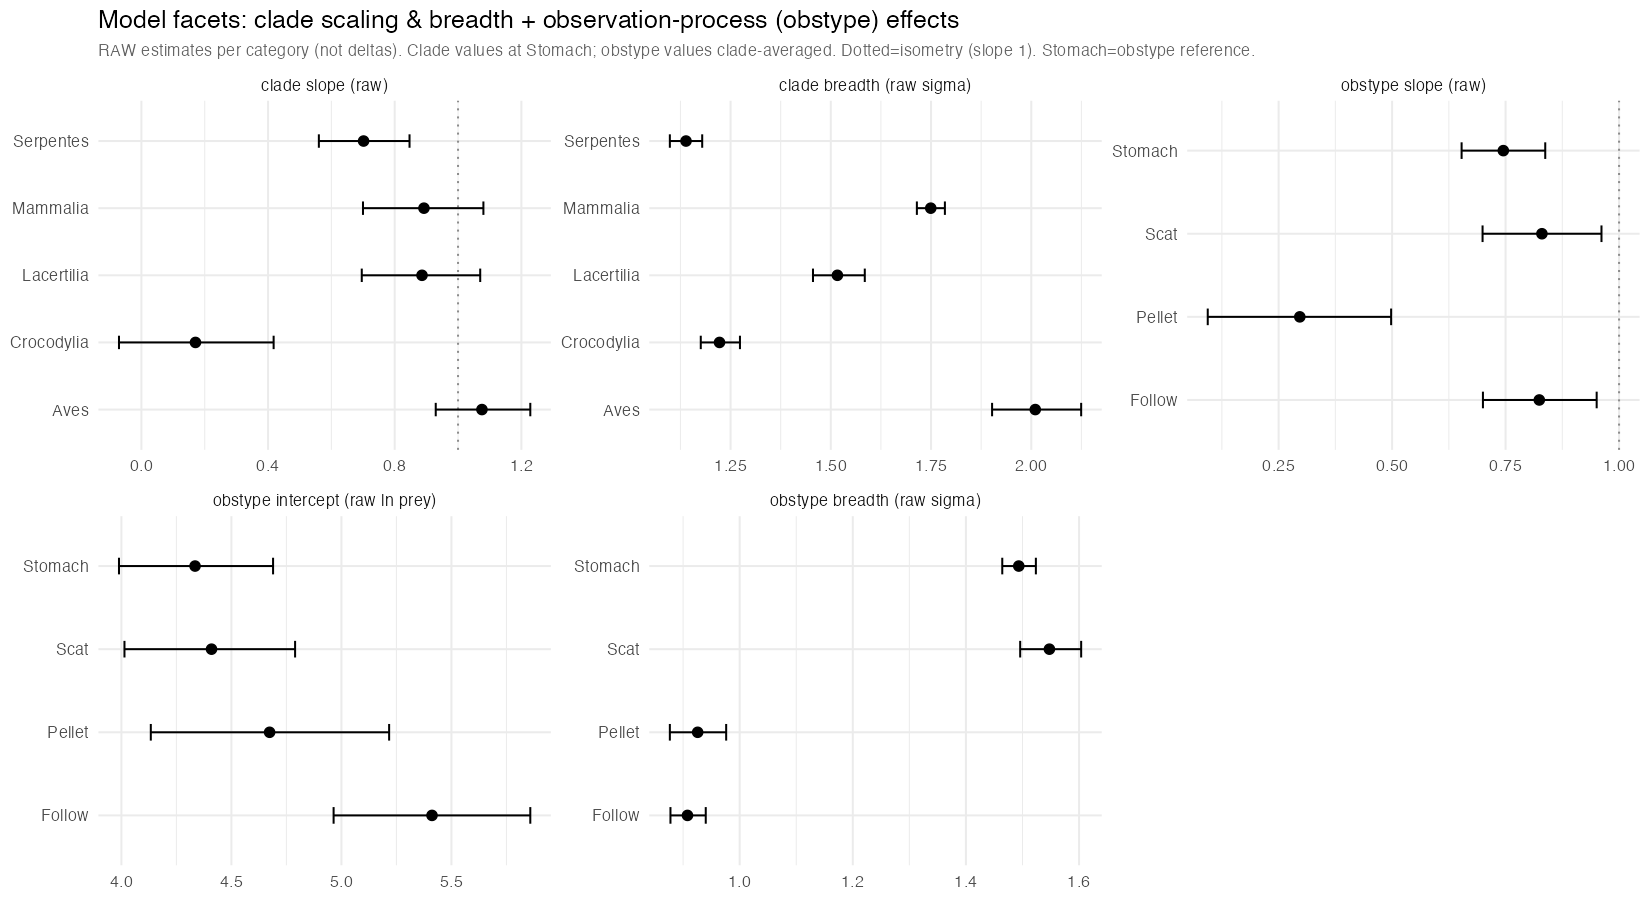 Model facets: clade scaling & breadth + observation-process (obstype) effects
RAW estimates per category (not deltas). Clade values at Stomach; obstype values clade-averaged. Dotted=isometry (slope 1). Stomach=obstype reference.
clade slope (raw)
Serpentes
Mammalia
Lacertilia
Crocodylia
Aves
0.0 0.4 0.8 1.2
clade breadth (raw sigma)
Serpentes
Mammalia
Lacertilia
Crocodylia
Aves
1.25 1.50 1.75 2.00
obstype slope (raw)
Stomach
Scat
Pellet
Follow
0.25 0.50 0.75 1.00
obstype intercept (raw ln prey)
Stomach
Scat
Pellet
Follow
4.0 4.5 5.0 5.5
obstype breadth (raw sigma)
Stomach
Scat
Pellet
Follow
1.0 1.2 1.4 1.6